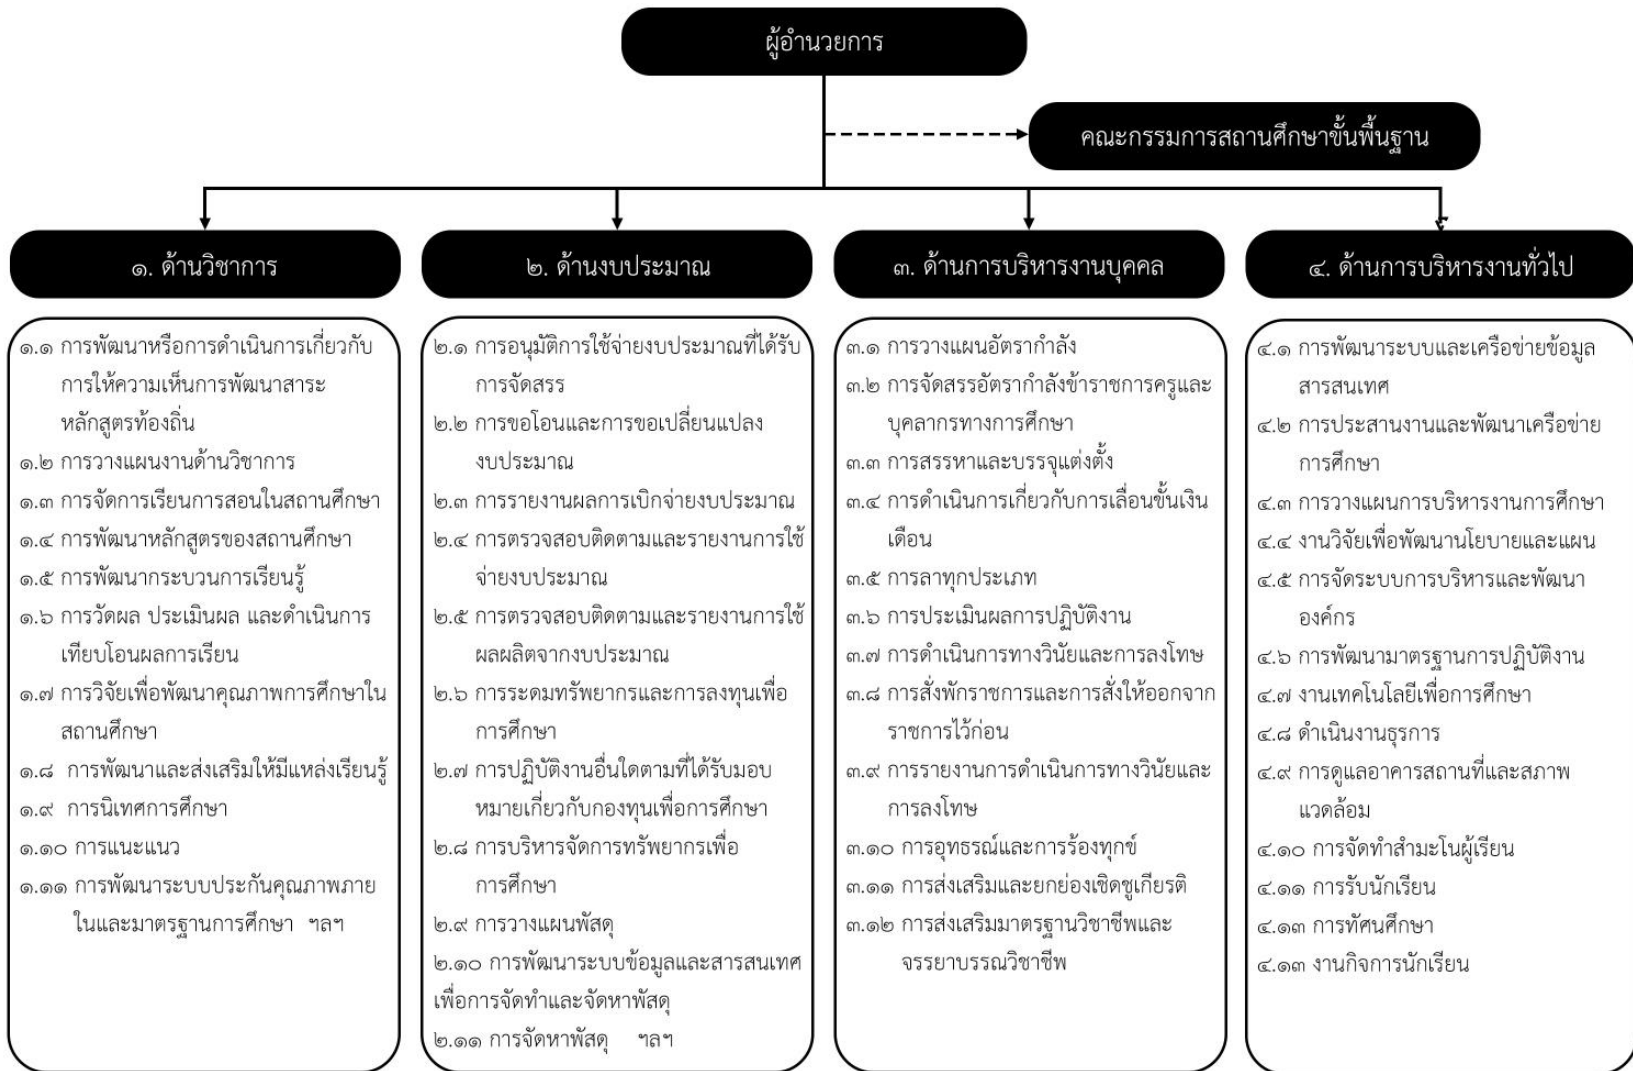 ผู้อำนวยการ
คณะกรรมการสถานศึกษาขั้นพื้นฐาน
๑. ด้านวิชาการ
๑.๑ การพัฒนาหรือการดำเนินการเกี่ยวกับ
การให้ความเห็นการพัฒนาสาระ
หลักสูตรท้องถิ่น
๑.๒ การวางแผนงานด้านวิชาการ
๑.๓ การจัดการเรียนการสอนในสถานศึกษา
๑.๔ การพัฒนาหลักสูตรของสถานศึกษา
๑.๕ การพัฒนากระบวนการเรียนรู้
๑.๖ การวัดผล ประเมินผล และดำเนินการ
เทียบโอนผลการเรียน
๑.๗ การวิจัยเพื่อพัฒนาคุณภาพการศึกษาใน
สถานศึกษา
๑.๘ การพัฒนาและส่งเสริมให้มีแหล่งเรียนรู้
๑.๙ การนิเทศการศึกษา
๑.๑๐ การแนะแนว
๑.๑๑ การพัฒนาระบบประกันคุณภาพภาย
ในและมาตรฐานการศึกษา ฯลฯ
๒. ด้านงบประมาณ
๒.๑ การอนุมัติการใช้จ่ายงบประมาณที่ได้รับ
การจัดสรร
๒.๒ การขอโอนและการขอเปลี่ยนแปลง
งบประมาณ
๒.๓ การรายงานผลการเบิกจ่ายงบประมาณ
๒.๔ การตรวจสอบติดตามและรายงานการใช้
จ่ายงบประมาณ
๒.๕ การตรวจสอบติดตามและรายงานการใช้
ผลผลิตจากงบประมาณ
๒.๖ การระดมทรัพยากรและการลงทุนเพื่อ
การศึกษา
๒.๗ การปฏิบัติงานอื่นใดตามที่ได้รับมอบ
หมายเกี่ยวกับกองทุนเพื่อการศึกษา
๒.๘ การบริหารจัดการทรัพยากรเพื่อ
การศึกษา
๒.๙ การวางแผนพัสดุ
๒.๑๐ การพัฒนาระบบข้อมูลและสารสนเทศ
เพื่อการจัดทำและจัดหาพัสดุ
๒.๑๑ การจัดหาพัสดุ ฯลฯ
๓. ด้านการบริหารงานบุคคล
๓.๑ การวางแผนอัตรากำลัง
๓.๒ การจัดสรรอัตรากำลังข้าราชการครูและ
บุคลากรทางการศึกษา
๓.๓ การสรรหาและบรรจุแต่งตั้ง
๓.๔ การดำเนินการเกี่ยวกับการเลื่อนขั้นเงิน
เดือน
๓.๕ การลาทุกประเภท
๓.๖ การประเมินผลการปฏิบัติงาน
๓.๗ การดำเนินการทางวินัยและการลงโทษ
๓.๘ การสั่งพักราชการและการสั่งให้ออกจาก
ราชการไว้ก่อน
๓.๙ การรายงานการดำเนินการทางวินัยและ
การลงโทษ
๓.๑๐ การอุทธรณ์และการร้องทุกข์
๓.๑๑ การส่งเสริมและยกย่องเชิดชูเกียรติ
๓.๑๒ การส่งเสริมมาตรฐานวิชาชีพและ
จรรยาบรรณวิชาชีพ
๔. ด้านการบริหารงานทั่วไป
๔.๑ การพัฒนาระบบและเครือข่ายข้อมูล
สารสนเทศ
๔.๒ การประสานงานและพัฒนาเครือข่าย
การศึกษา
๔.๓ การวางแผนการบริหารงานการศึกษา
๔.๔ งานวิจัยเพื่อพัฒนานโยบายและแผน
๔.๕ การจัดระบบการบริหารและพัฒนา
องค์กร
๔.๖ การพัฒนามาตรฐานการปฏิบัติงาน
๔.๗ งานเทคโนโลยีเพื่อการศึกษา
๔.๘ ดำเนินงานธุรการ
๔.๙ การดูแลอาคารสถานที่และสภาพ
แวดล้อม
๔.๑๐ การจัดทำสำมะโนผู้เรียน
๔.๑๑ การรับนักเรียน
๔.๑๓ การทัศนศึกษา
๔.๑๓ งานกิจการนักเรียน